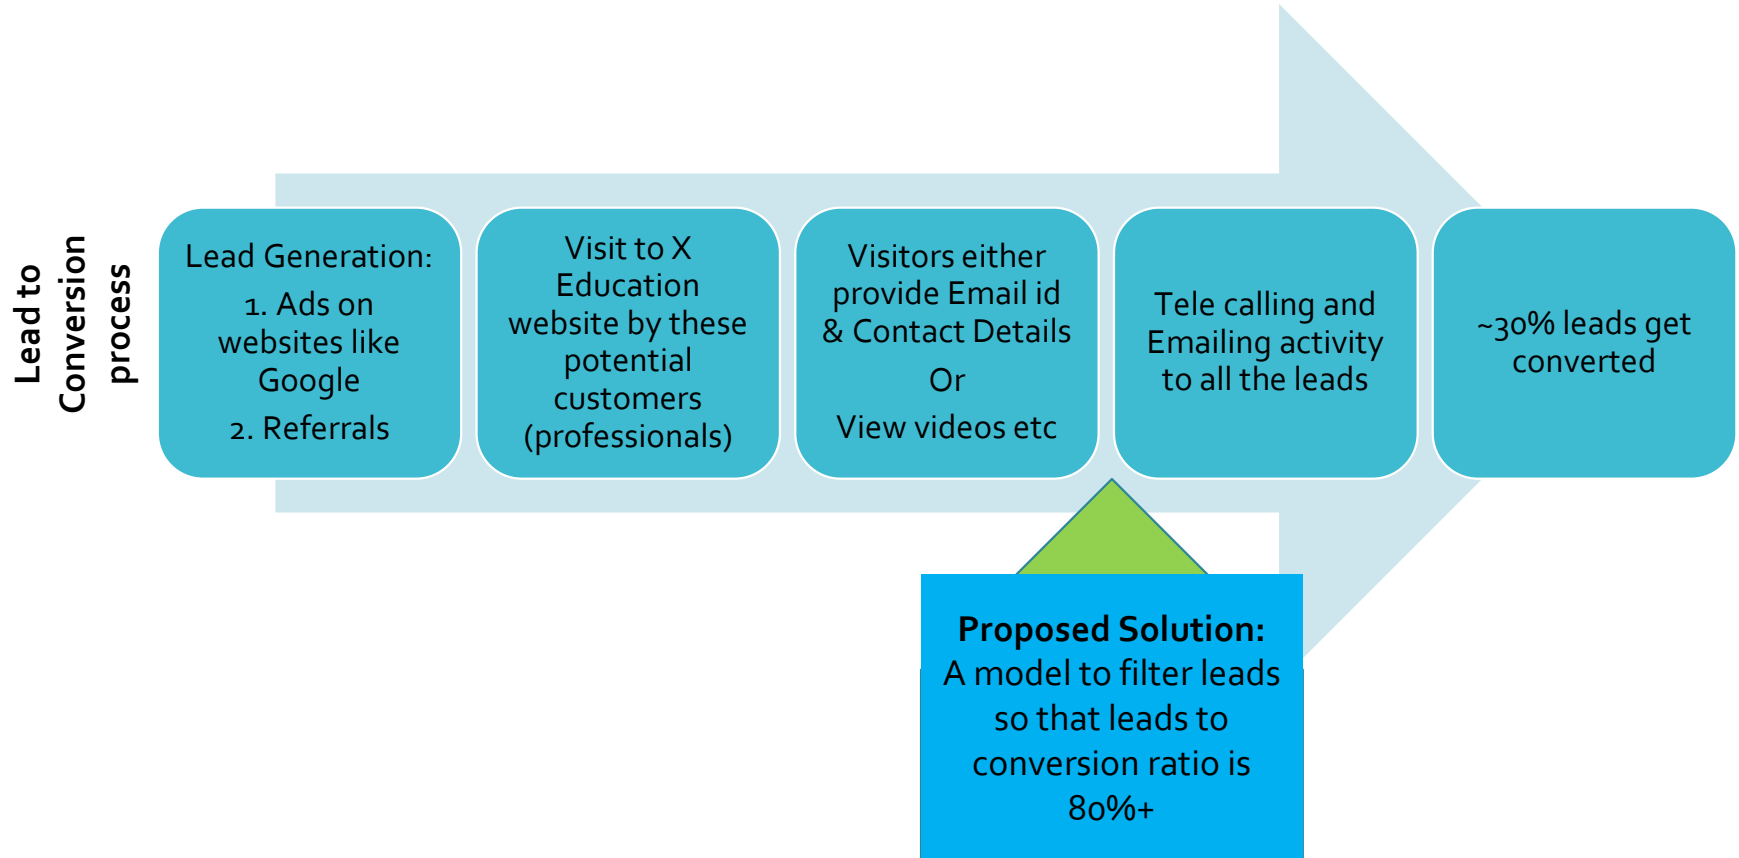 Lead to
Conversion
process
Lead Generation:
1. Ads on
websites like
Google
2. Referrals
Visit to X
Education
website by these
potential
customers
(professionals)
Visitors either
provide Email id
& Contact Details
Or
View videos etc
Tele calling and
Emailing activity
to all the leads
~30% leads get
converted
Proposed Solution:
A model to filter leads
so that leads to
conversion ratio is
80%+